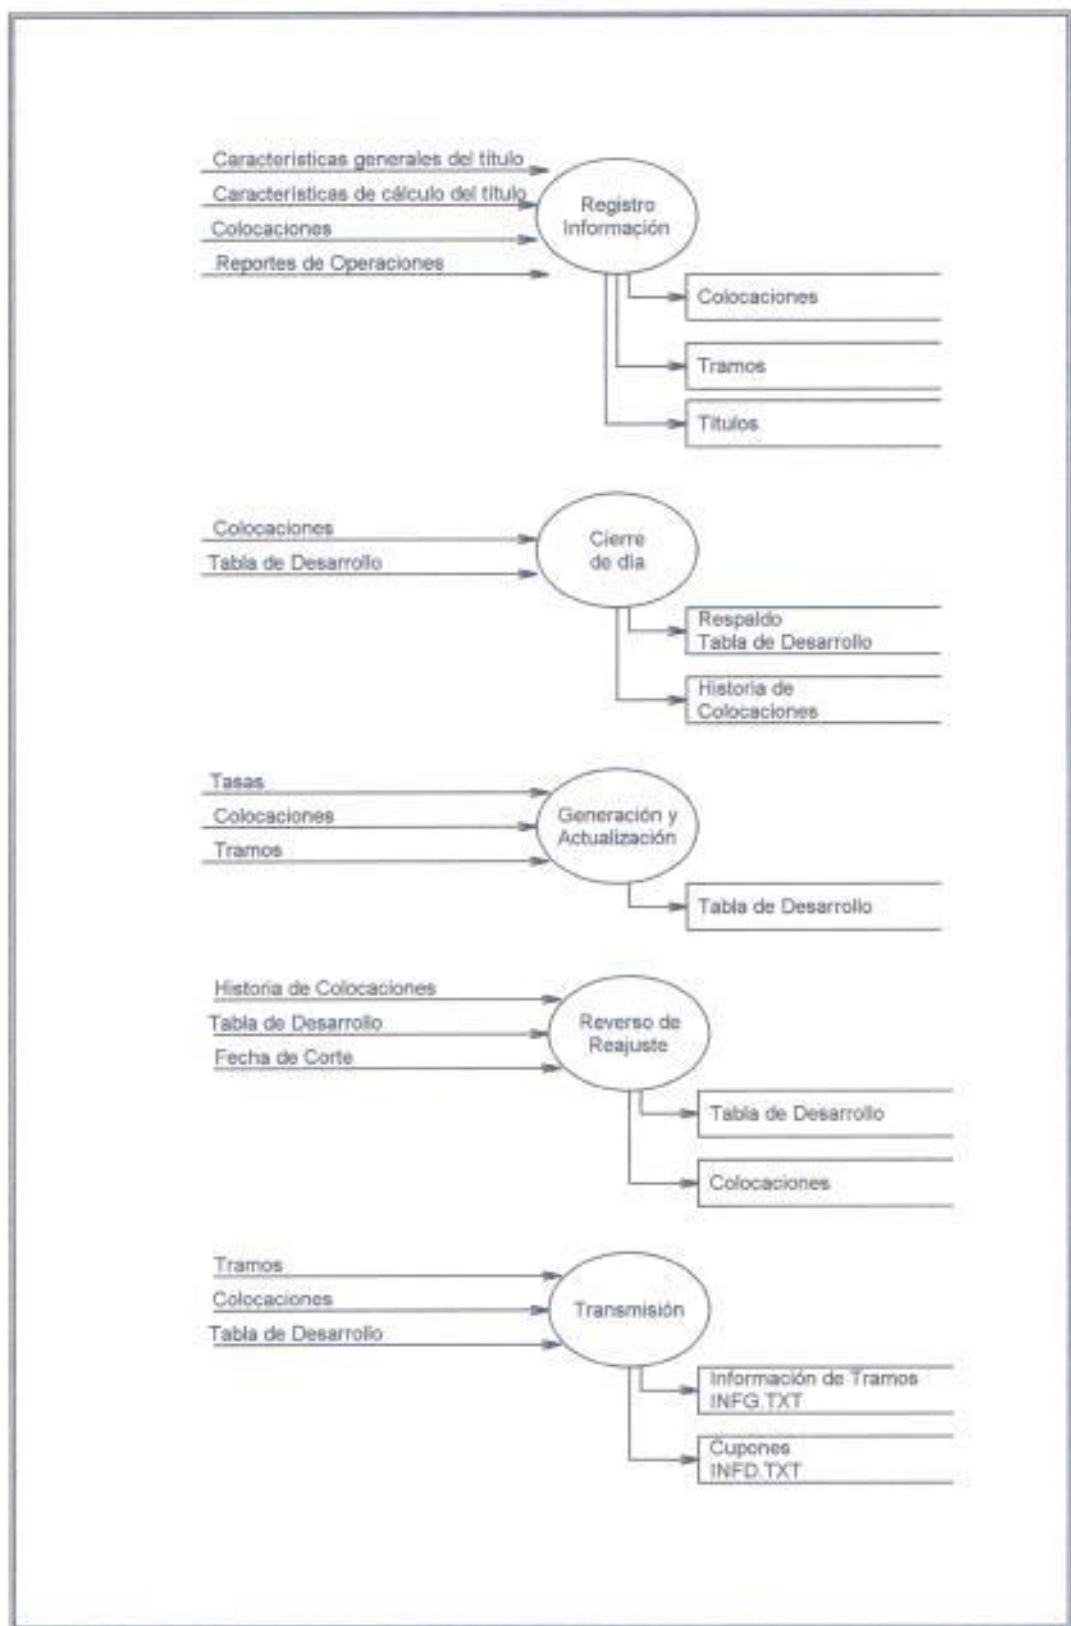 Características generales del título
Características de cálculo del título
Colocaciones
Reportes de Operaciones
Registro
Información
Colocaciones
Tramos
Títulos
Colocaciones
Tabla de Desarrollo
Cierre
de día
Respaldo
Tabla de Desarrollo
Historia de
Colocaciones
Tasas
Colocaciones
Tramos
Generación y
Actualización
Tabla de Desarrollo
Historia de Colocaciones
Tabla de Desarrollo
Fecha de Corte
Reverso de
Reajuste
Tabla de Desarrollo
Colocaciones
Tramos
Colocaciones
Tabla de Desarrollo
Transmisión
Información de Tramos
INFG.TXT
Cupones
INFD.TXT